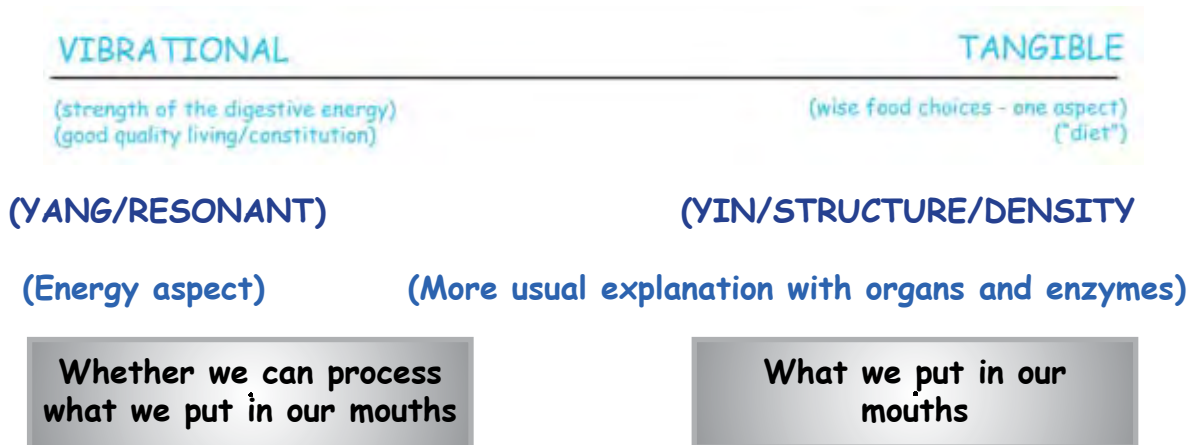 VIBRATIONAL TANGIBLE
(strength of the digestive energy) (wise food choices - one aspect)
(good quality living/constitution) ("diet")
(YANG/RESONANT) (YIN/STRUCTURE/DENSITY
(Energy aspect) (More usual explanation with organs and enzymes)
Whether we can process
what we put in our mouths
What we put in our
mouths